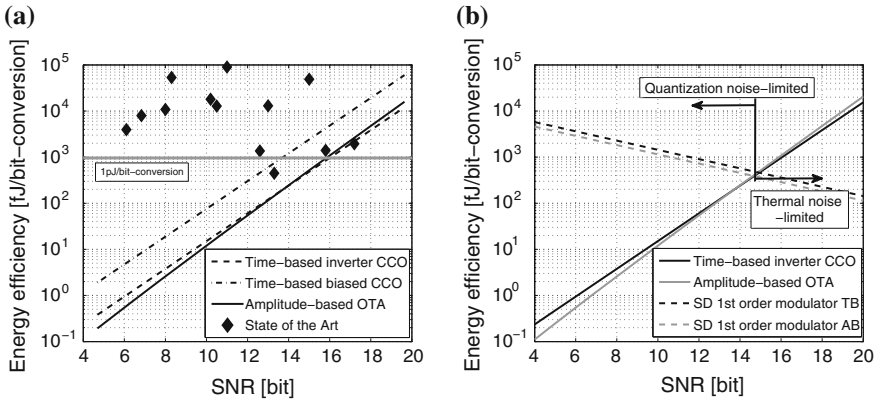 (a)
Energy efficiency [fJ/bit-conversion]
10^5
10^4
10^3
10^2
10^1
10^0
10^-1
1pJ/bit-conversion
Time-based inverter CCO
Time-based biased CCO
Amplitude-based OTA
State of the Art
4 6 8 10 12 14 16 18 20
SNR [bit]
(b)
Energy efficiency [fJ/bit-conversion]
10^5
10^4
10^3
10^2
10^1
10^0
10^-1
Quantization noise-limited
Thermal noise
-limited
Time-based inverter CCO
Amplitude-based OTA
SD 1st order modulator TB
SD 1st order modulator AB
4 6 8 10 12 14 16 18 20
SNR [bit]